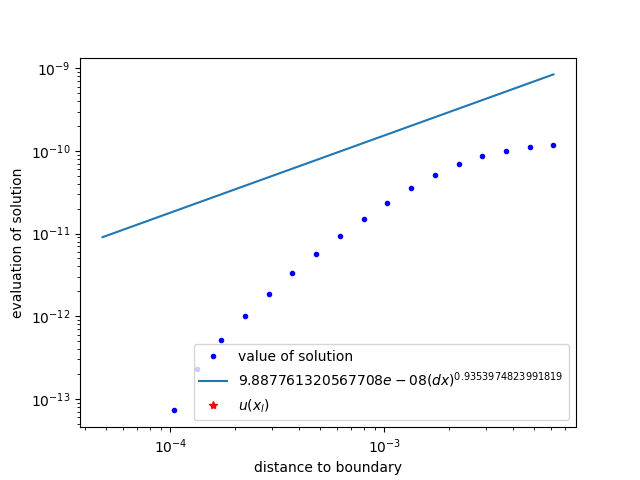 10⁻⁹
10⁻¹⁰
10⁻¹¹
10⁻¹²
10⁻¹³
evaluation of solution
value of solution
9.887761320567708e − 08(dx)^0.9353974823991819
u(x_l)
10⁻⁴
10⁻³
distance to boundary